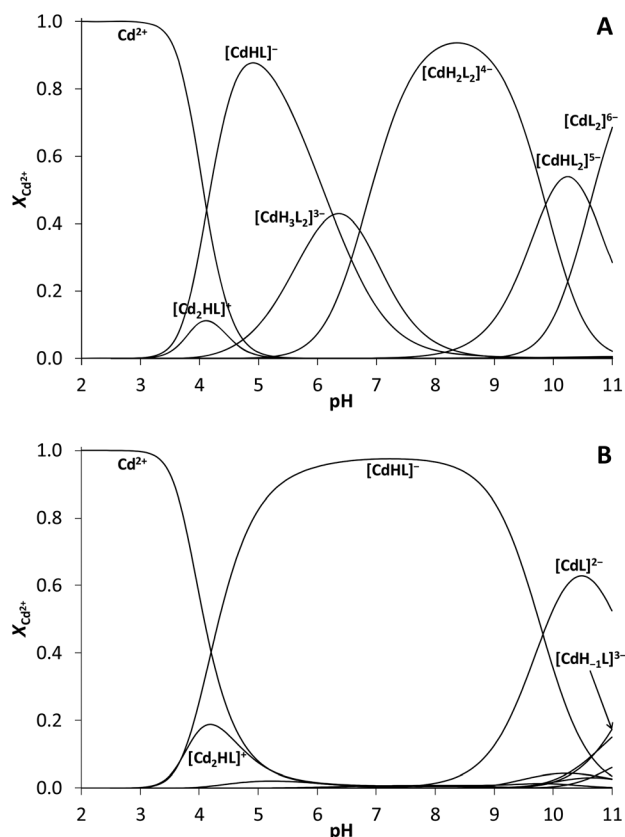 A
1.0
0.8
0.6
0.4
0.2
0.0
X Cd²⁺
Cd²⁺
[CdHL]⁻
[CdH₂L₂]⁴⁻
[CdL₂]⁶⁻
[CdHL₂]⁵⁻
[CdH₃L₂]³⁻
[Cd₂HL]⁺
2 3 4 5 6 7 8 9 10 11
pH
B
1.0
0.8
0.6
0.4
0.2
0.0
X Cd²⁺
Cd²⁺
[CdHL]⁻
[CdL]²⁻
[CdH₋₁L]³⁻
[Cd₂HL]⁺
2 3 4 5 6 7 8 9 10 11
pH